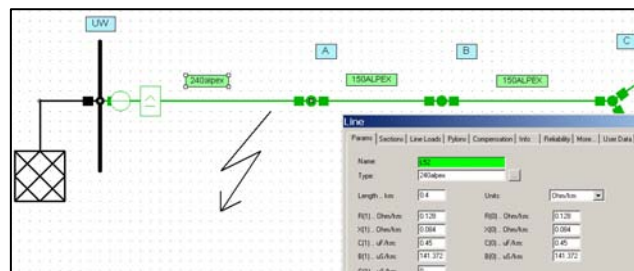 UW
A
B
C
240alpex
150ALPEX
150ALPEX
Line
Params
Sections
Line Loads
Pylons
Compensation
Info
Reliability
More...
User Data
Name:
L52
Type:
240alpex
...
Length... km:
0.4
Units:
Ohm/km
R(1)... Ohm/km:
0.128
R(0)... Ohm/km:
0.128
X(1)... Ohm/km:
0.084
X(0)... Ohm/km:
0.084
C(1)... uF/km:
0.45
C(0)... uF/km:
0.45
B(1)... uS/km:
141.372
B(0)... uS/km:
141.372